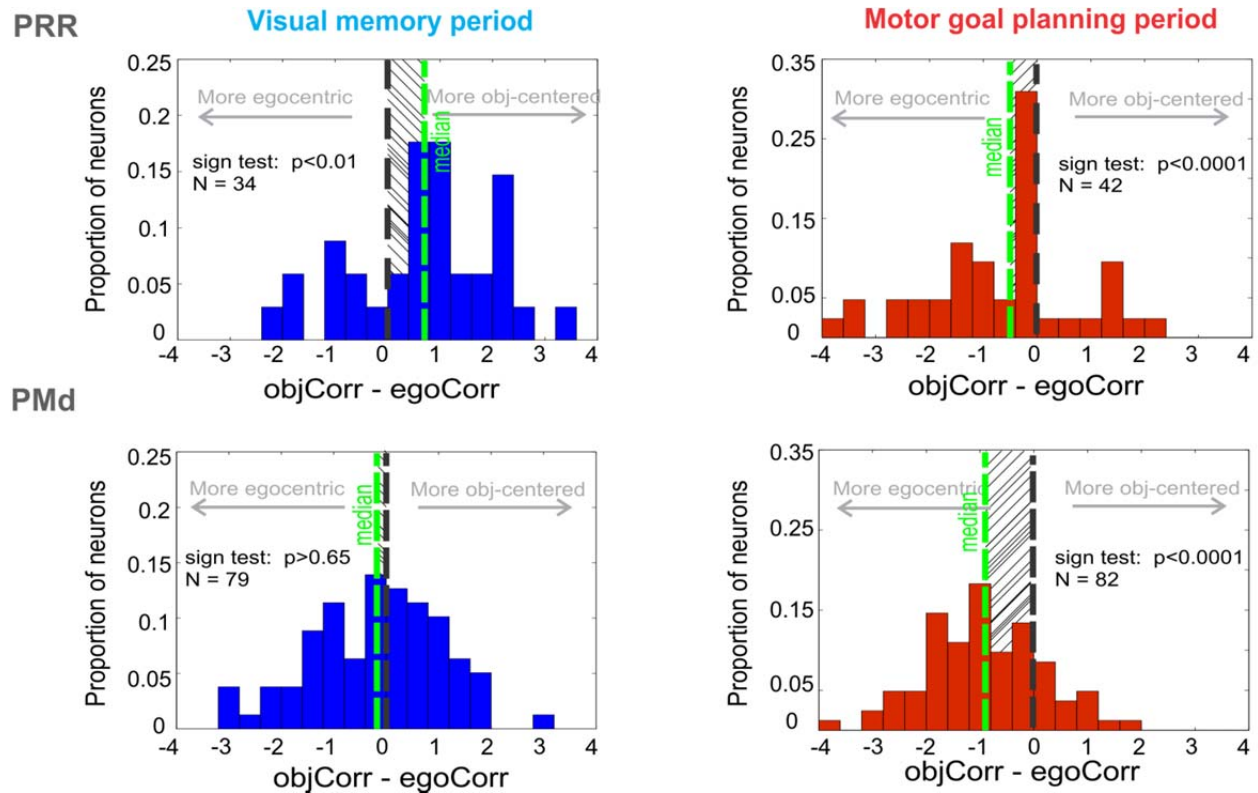 PRR
Visual memory period
Motor goal planning period
0.25
0.2
0.15
0.1
0.05
0
Proportion of neurons
More egocentric
More obj-centered
median
sign test: p<0.01
N = 34
-4 -3 -2 -1 0 1 2 3 4
objCorr - egoCorr
0.35
0.25
0.15
0.05
0
Proportion of neurons
More egocentric
More obj-centered
median
sign test: p<0.0001
N = 42
-4 -3 -2 -1 0 1 2 3 4
objCorr - egoCorr
PMd
0.25
0.2
0.15
0.1
0.05
0
Proportion of neurons
More egocentric
More obj-centered
median
sign test: p>0.65
N = 79
-4 -3 -2 -1 0 1 2 3 4
objCorr - egoCorr
0.35
0.25
0.15
0.05
0
Proportion of neurons
More egocentric
More obj-centered
median
sign test: p<0.0001
N = 82
-4 -3 -2 -1 0 1 2 3 4
objCorr - egoCorr